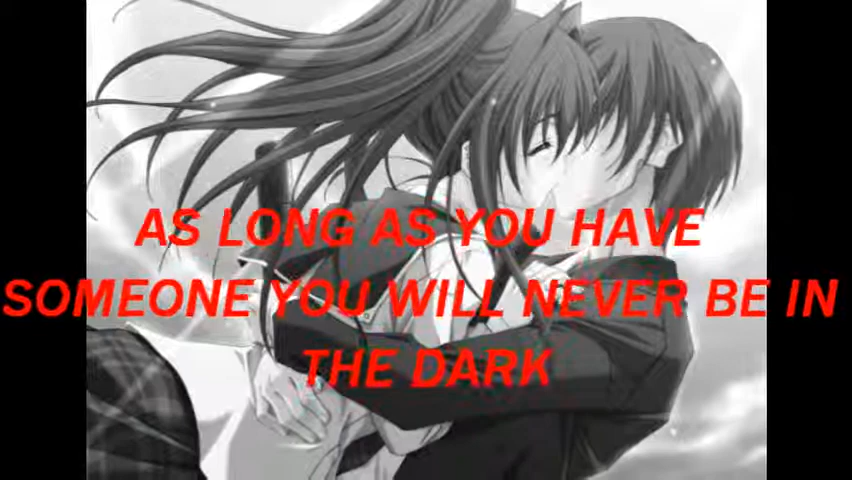 AS LONG AS YOU HAVE
SOMEONE YOU WILL NEVER BE IN
THE DARK